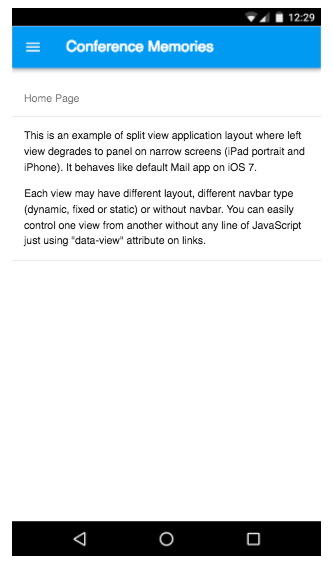 12:29
Conference Memories
Home Page
This is an example of split view application layout where left
view degrades to panel on narrow screens (iPad portrait and
iPhone). It behaves like default Mail app on iOS 7.
Each view may have different layout, different navbar type
(dynamic, fixed or static) or without navbar. You can easily
control one view from another without any line of JavaScript
just using "data-view" attribute on links.